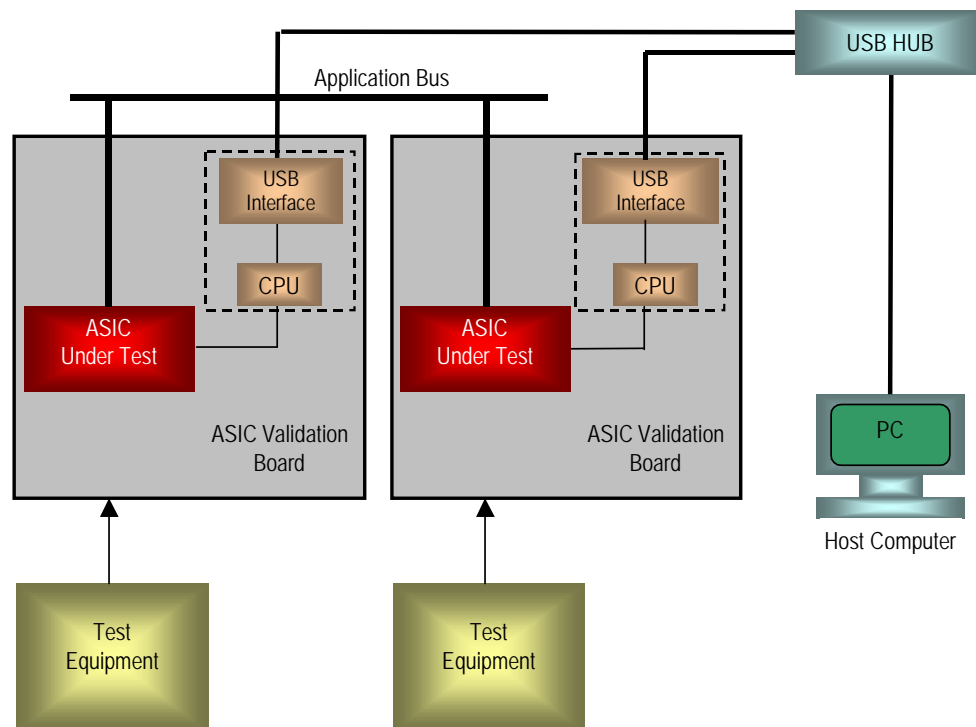 USB HUB
Application Bus
USB
Interface
CPU
ASIC
Under Test
ASIC Validation
Board
USB
Interface
CPU
ASIC
Under Test
ASIC Validation
Board
PC
Host Computer
Test
Equipment
Test
Equipment